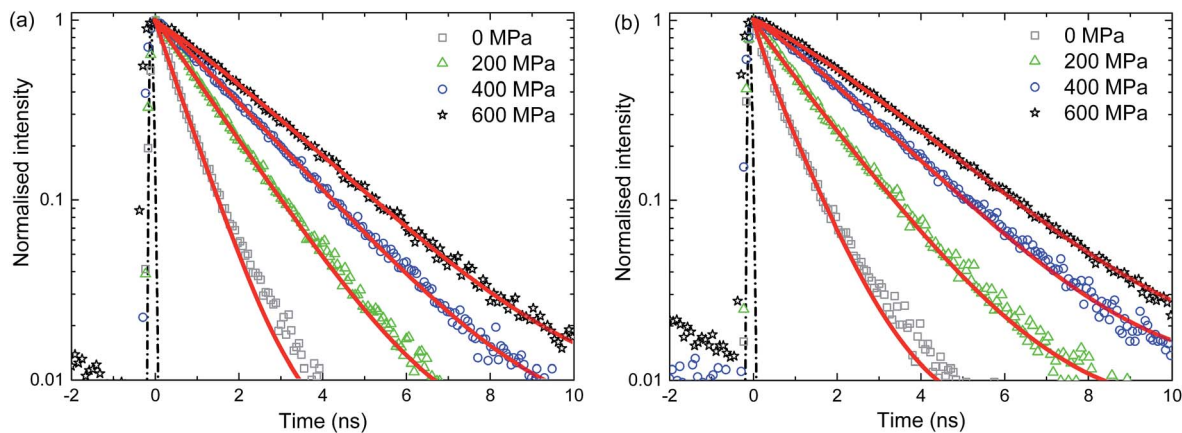 (a)
Normalised intensity
1
0.1
0.01
0 MPa
200 MPa
400 MPa
600 MPa
-2 0 2 4 6 8 10
Time (ns)
(b)
Normalised intensity
1
0.1
0.01
0 MPa
200 MPa
400 MPa
600 MPa
-2 0 2 4 6 8 10
Time (ns)